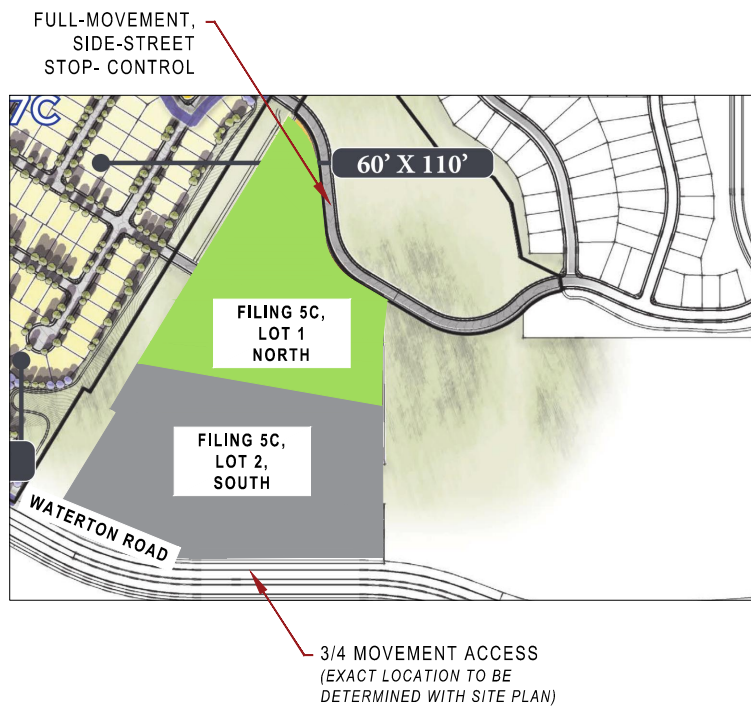 FULL-MOVEMENT,
SIDE-STREET
STOP- CONTROL
7C
60' X 110'
FILING 5C,
LOT 1
NORTH
FILING 5C,
LOT 2,
SOUTH
WATERTON ROAD
3/4 MOVEMENT ACCESS
(EXACT LOCATION TO BE
DETERMINED WITH SITE PLAN)